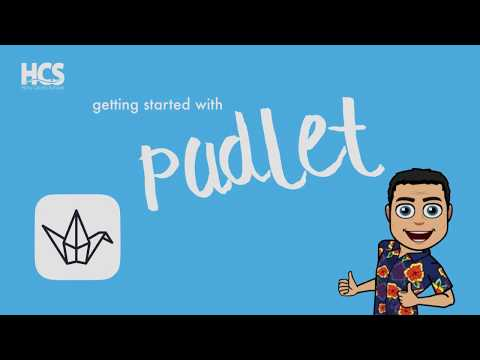 HCS
getting started with
padlet